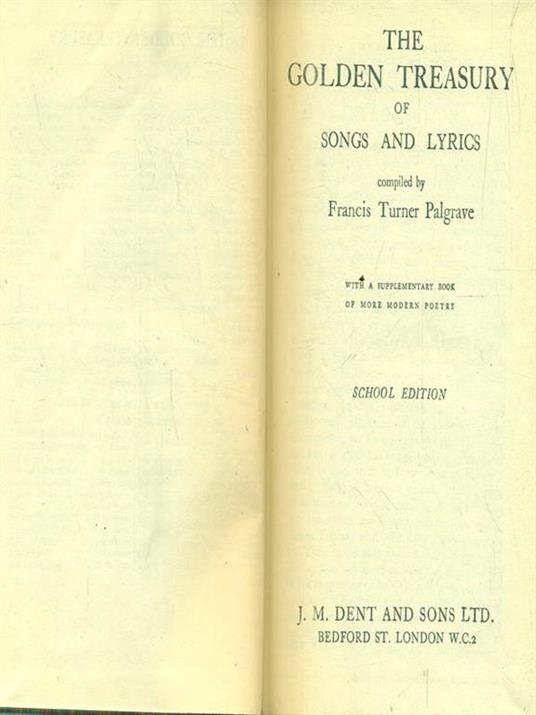 THE
GOLDEN TREASURY
OF
SONGS AND LYRICS
compiled by
Francis Turner Palgrave
WITH A SUPPLEMENTARY BOOK
OF MORE MODERN POETRY
SCHOOL EDITION
J. M. DENT AND SONS LTD.
BEDFORD ST. LONDON W.C.2